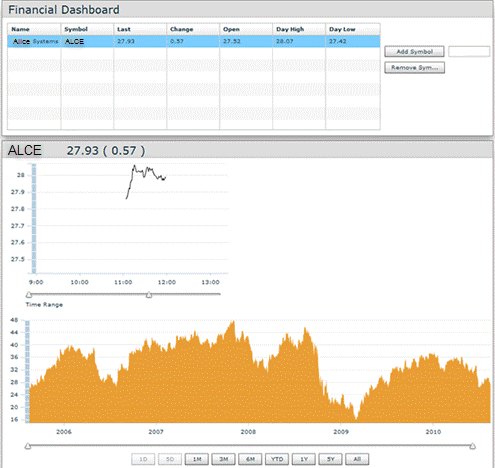 Financial Dashboard
Name Symbol Last Change Open Day High Day Low
Alice Systems ALCE 27.93 0.57 27.52 28.07 27.42
Add Symbol
Remove Sym...
ALCE 27.93 ( 0.57 )
28
27.9
27.8
27.7
27.6
27.5
9:00 10:00 11:00 12:00 13:00
Time Range
48
44
40
36
32
28
24
20
16
2006 2007 2008 2009 2010
1D 5D 1M 3M 6M YTD 1Y 5Y All